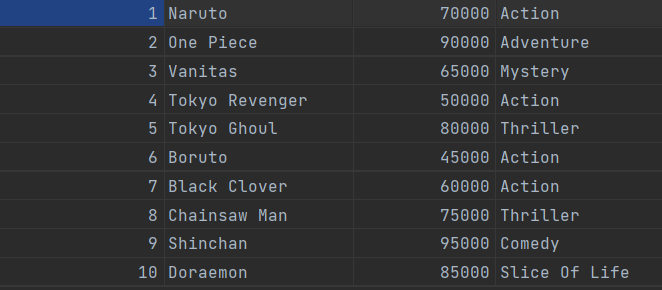 1 Naruto 70000 Action
2 One Piece 90000 Adventure
3 Vanitas 65000 Mystery
4 Tokyo Revenger 50000 Action
5 Tokyo Ghoul 80000 Thriller
6 Boruto 45000 Action
7 Black Clover 60000 Action
8 Chainsaw Man 75000 Thriller
9 Shinchan 95000 Comedy
10 Doraemon 85000 Slice Of Life